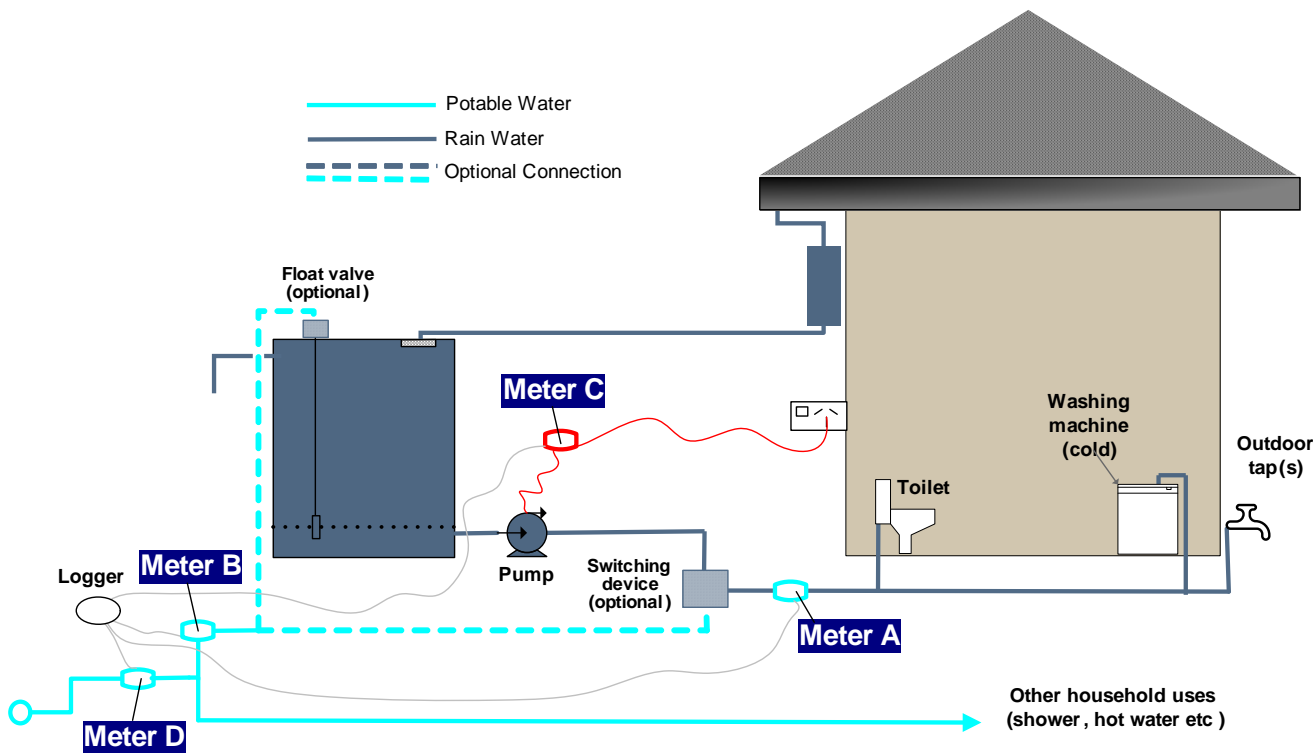 Potable Water
Rain Water
Optional Connection
Float valve
(optional)
Meter C
Washing
machine
(cold)
Outdoor
tap(s)
Toilet
Logger
Meter B
Pump
Switching
device
(optional)
Meter A
Meter D
Other household uses
(shower, hot water etc)